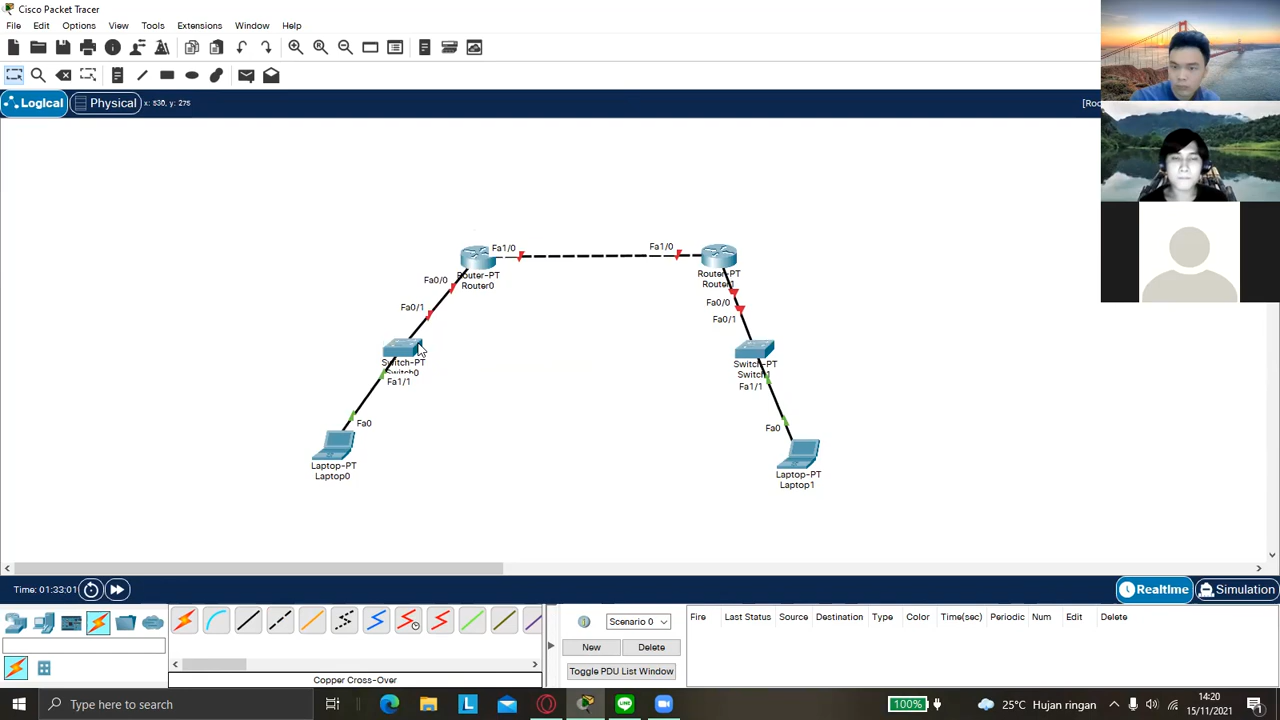 Cisco Packet Tracer
File Edit Options View Tools Extensions Window Help
Logical Physical x: 530, y: 275
Fa1/0 Fa1/0
Router-PT
Router0
Router-PT
Fa0/0
Fa0/0
Fa0/1
Fa0/1
Switch-PT
Switch0
Fa1/1
Switch-PT
Switch1
Fa1/1
Fa0
Fa0
Laptop-PT
Laptop0
Laptop-PT
Laptop1
Time: 01:33:01
Realtime Simulation
Scenario 0
New Delete
Toggle PDU List Window
Fire Last Status Source Destination Type Color Time(sec) Periodic Num Edit Delete
Copper Cross-Over
Type here to search
100%
25°C Hujan ringan
14:20
15/11/2021